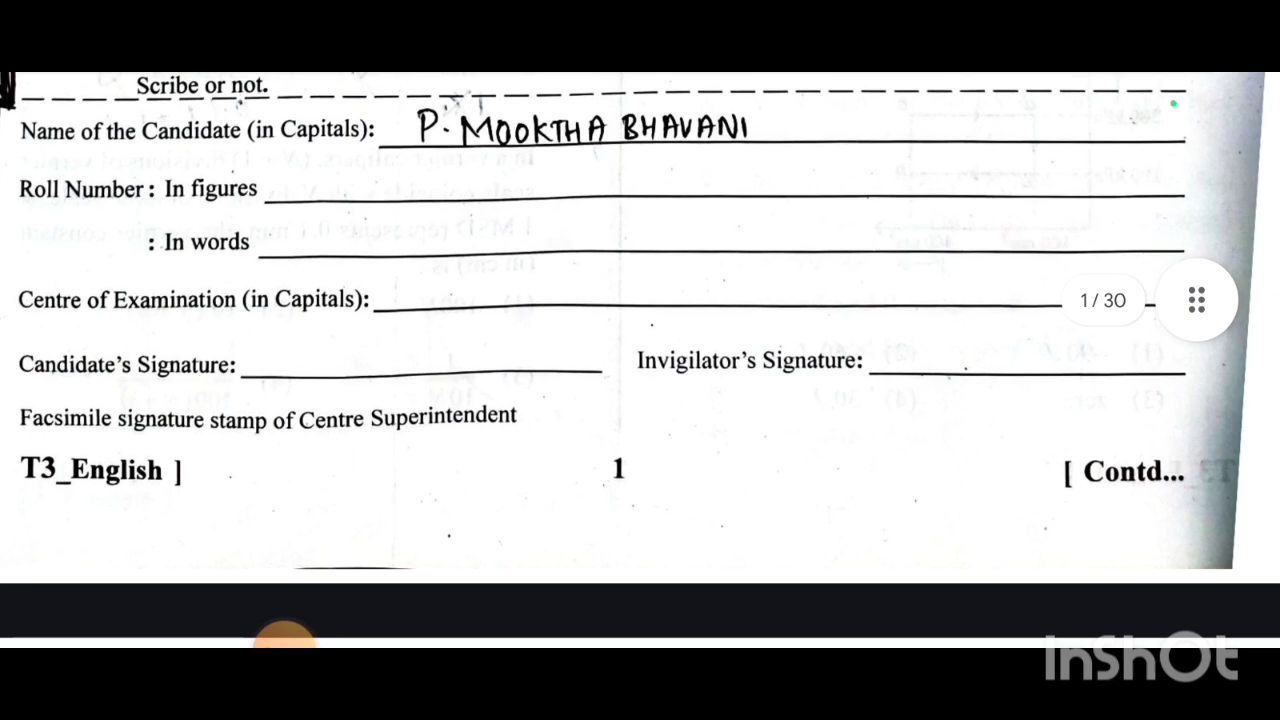 Scribe or not.
Name of the Candidate (in Capitals): P. MOOKTHA BHAVANI
Roll Number : In figures
: In words
Centre of Examination (in Capitals):
1 / 30
Candidate's Signature: Invigilator's Signature:
Facsimile signature stamp of Centre Superintendent
T3_English ] 1 [ Contd...
InShOt